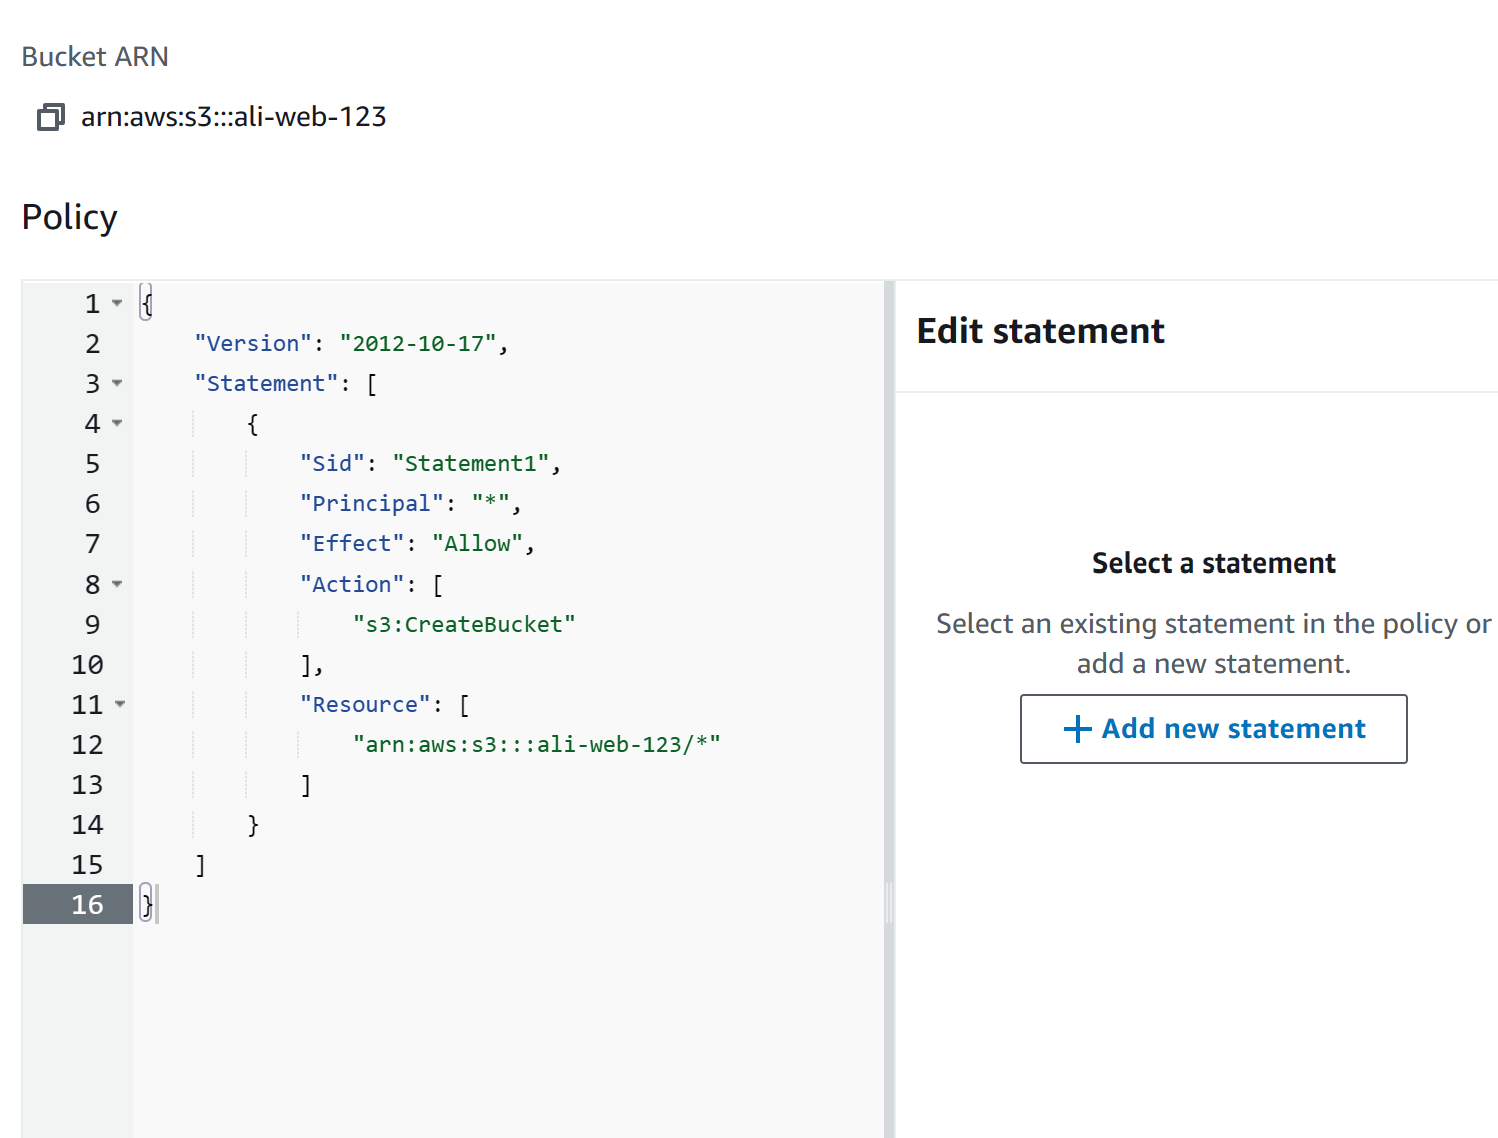 Bucket ARN
arn:aws:s3:::ali-web-123
Policy
1 {
2 "Version": "2012-10-17",
3 "Statement": [
4 {
5 "Sid": "Statement1",
6 "Principal": "*",
7 "Effect": "Allow",
8 "Action": [
9 "s3:CreateBucket"
10 ],
11 "Resource": [
12 "arn:aws:s3:::ali-web-123/*"
13 ]
14 }
15 ]
16 }
Edit statement
Select a statement
Select an existing statement in the policy or
add a new statement.
+ Add new statement